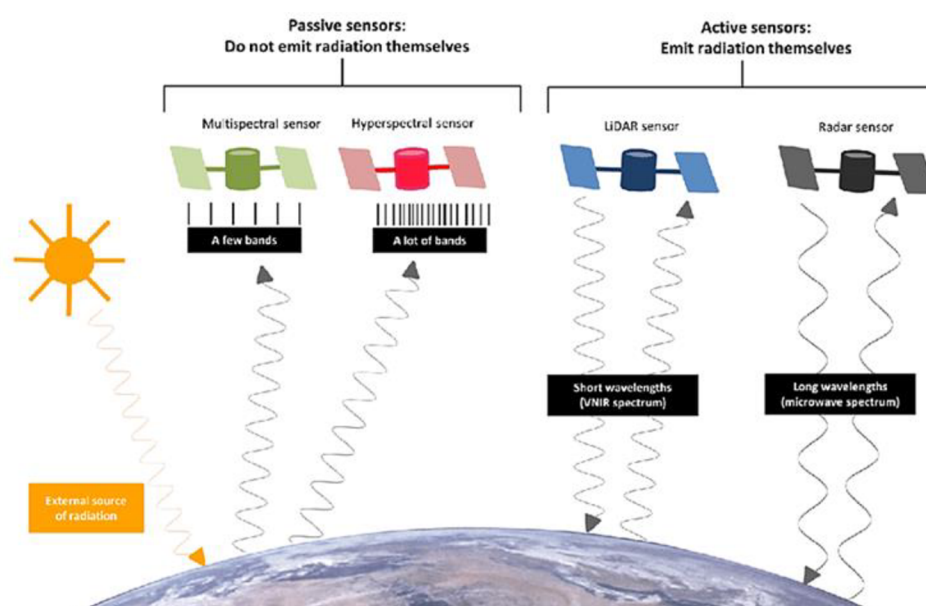 Passive sensors:
Do not emit radiation themselves
Active sensors:
Emit radiation themselves
Multispectral sensor
Hyperspectral sensor
LiDAR sensor
Radar sensor
A few bands
A lot of bands
Short wavelengths
(VNIR spectrum)
Long wavelengths
(microwave spectrum)
External source
of radiation